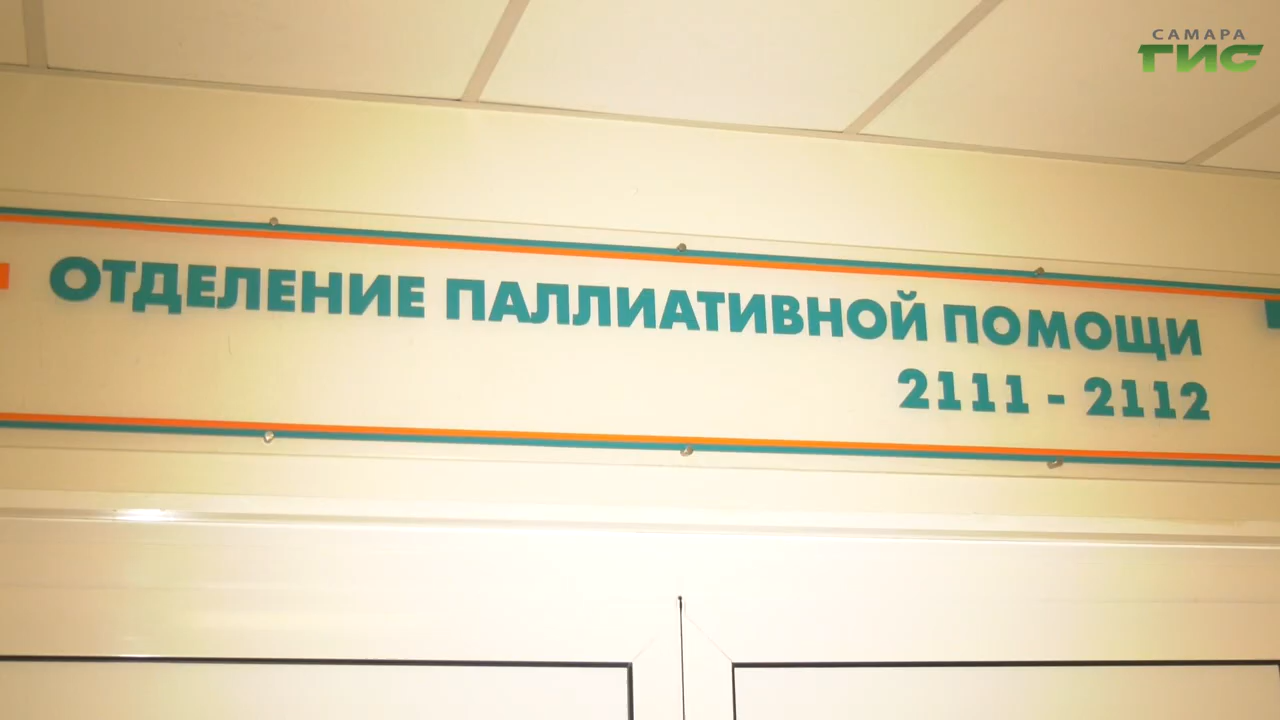 САМАРА
ГИС
ОТДЕЛЕНИЕ ПАЛЛИАТИВНОЙ ПОМОЩИ
2111 - 2112